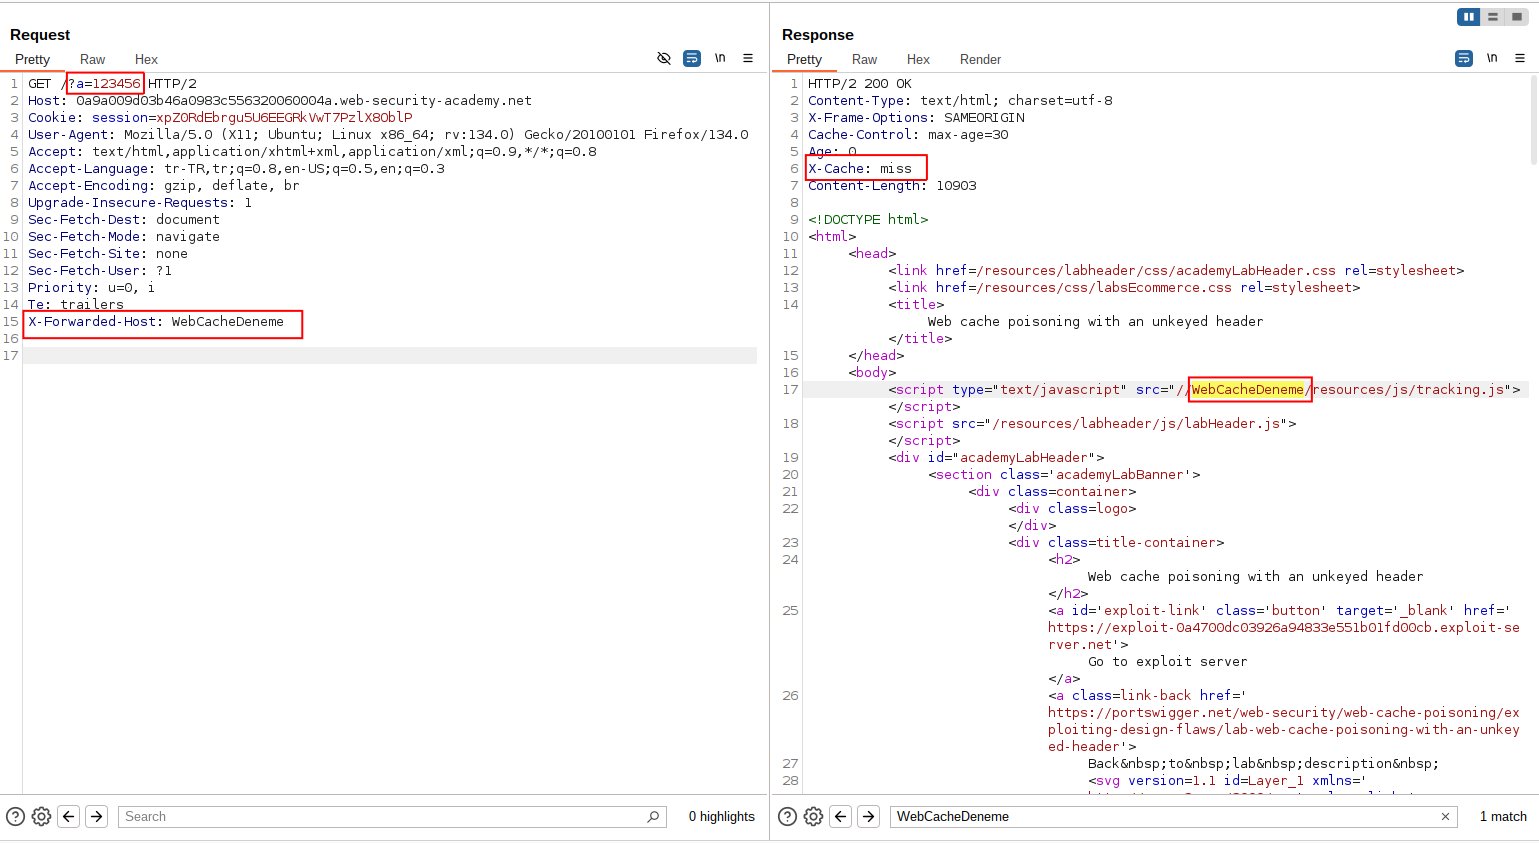 Request
Pretty Raw Hex
\n
1 GET /?a=123456 HTTP/2
2 Host: 0a9a009d03b46a0983c556320060004a.web-security-academy.net
3 Cookie: session=xpZ0RdEbrgu5U6EEGRkVwT7PzlX80blP
4 User-Agent: Mozilla/5.0 (X11; Ubuntu; Linux x86_64; rv:134.0) Gecko/20100101 Firefox/134.0
5 Accept: text/html,application/xhtml+xml,application/xml;q=0.9,*/*;q=0.8
6 Accept-Language: tr-TR,tr;q=0.8,en-US;q=0.5,en;q=0.3
7 Accept-Encoding: gzip, deflate, br
8 Upgrade-Insecure-Requests: 1
9 Sec-Fetch-Dest: document
10 Sec-Fetch-Mode: navigate
11 Sec-Fetch-Site: none
12 Sec-Fetch-User: ?1
13 Priority: u=0, i
14 Te: trailers
15 X-Forwarded-Host: WebCacheDeneme
16
17
Search
0 highlights
Response
Pretty Raw Hex Render
\n
1 HTTP/2 200 OK
2 Content-Type: text/html; charset=utf-8
3 X-Frame-Options: SAMEORIGIN
4 Cache-Control: max-age=30
5 Age: 0
6 X-Cache: miss
7 Content-Length: 10903
8
9 <!DOCTYPE html>
10 <html>
11 <head>
12 <link href=/resources/labheader/css/academyLabHeader.css rel=stylesheet>
13 <link href=/resources/css/labsEcommerce.css rel=stylesheet>
14 <title>
Web cache poisoning with an unkeyed header
</title>
15 </head>
16 <body>
17 <script type="text/javascript" src="//WebCacheDeneme/resources/js/tracking.js">
</script>
18 <script src="/resources/labheader/js/labHeader.js">
</script>
19 <div id="academyLabHeader">
20 <section class='academyLabBanner'>
21 <div class=container>
22 <div class=logo>
</div>
23 <div class=title-container>
24 <h2>
Web cache poisoning with an unkeyed header
</h2>
25 <a id='exploit-link' class='button' target='_blank' href='
https://exploit-0a4700dc03926a94833e551b01fd00cb.exploit-se
rver.net'>
Go to exploit server
</a>
26 <a class=link-back href='
https://portswigger.net/web-security/web-cache-poisoning/ex
ploiting-design-flaws/lab-web-cache-poisoning-with-an-unkey
ed-header'>
27 Back&nbsp;to&nbsp;lab&nbsp;description&nbsp;
28 <svg version=1.1 id=Layer_1 xmlns='
WebCacheDeneme
1 match